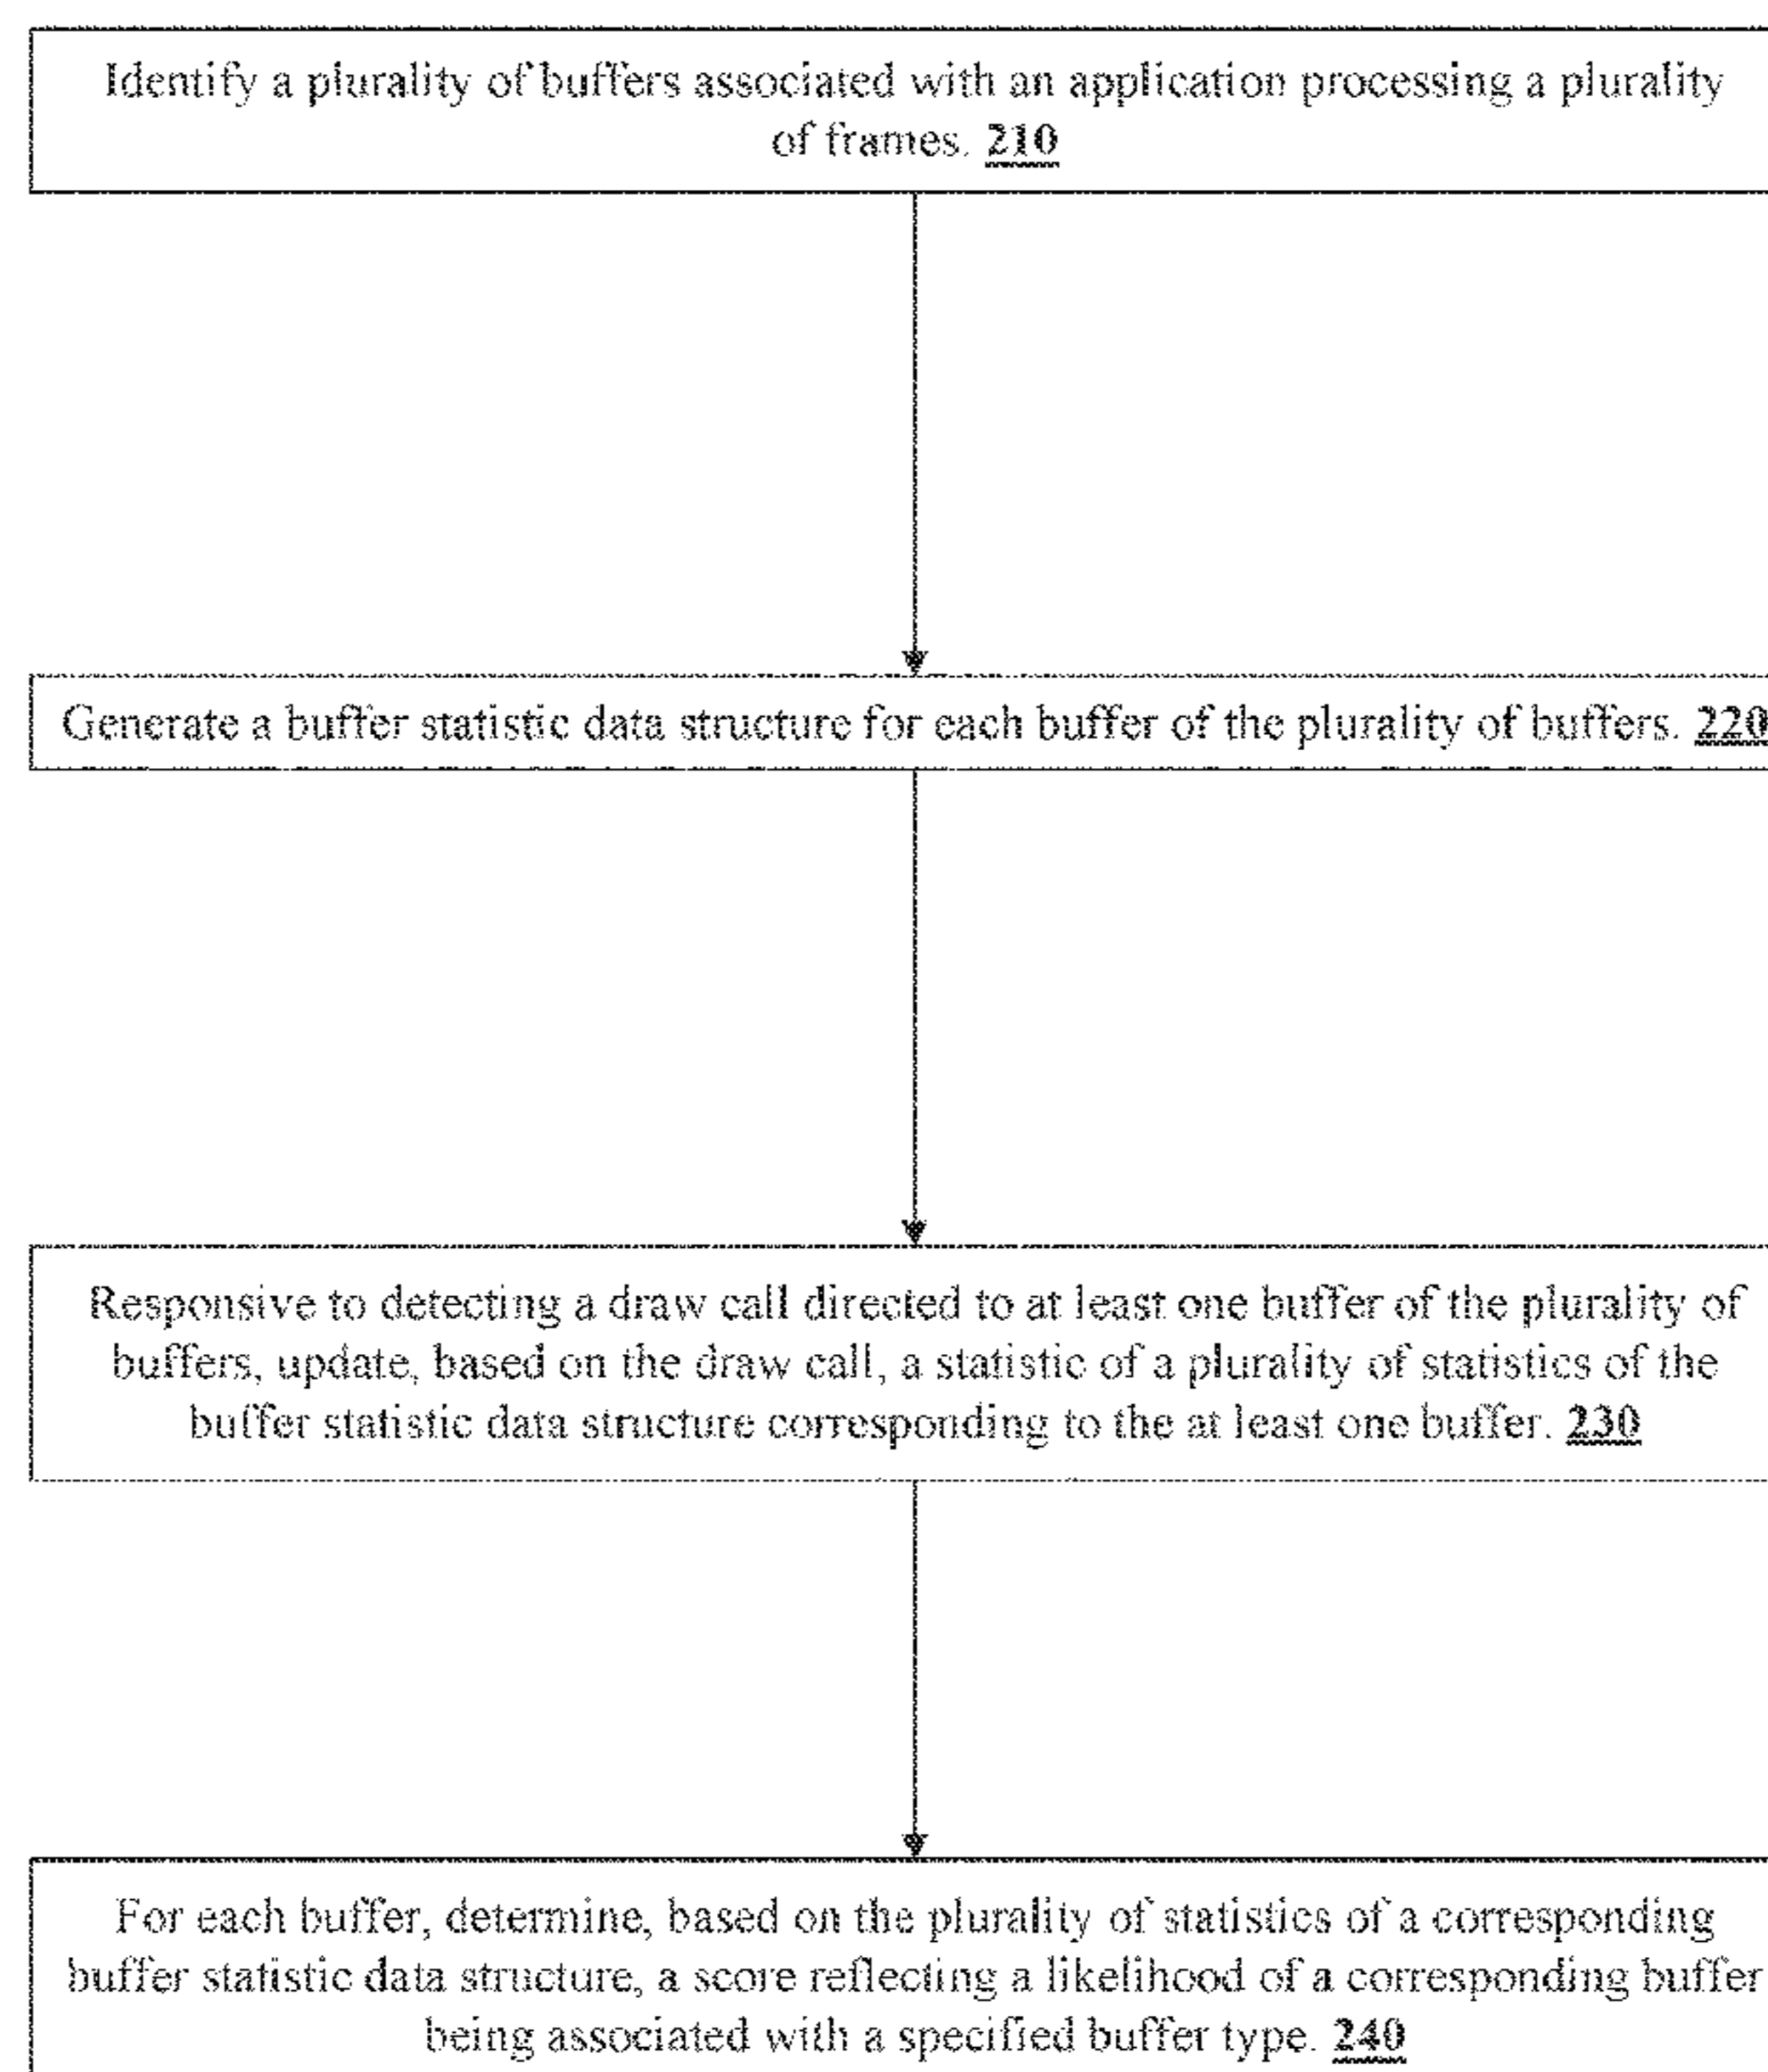 Identify a plurality of buffers associated with an application processing a plurality
of frames. 210
Generate a buffer statistic data structure for each buffer of the plurality of buffers. 220
Responsive to detecting a draw call directed to at least one buffer of the plurality of
buffers, update, based on the draw call, a statistic of a plurality of statistics of the
buffer statistic data structure corresponding to the at least one buffer. 230
For each buffer, determine, based on the plurality of statistics of a corresponding
buffer statistic data structure, a score reflecting a likelihood of a corresponding buffer
being associated with a specified buffer type. 240